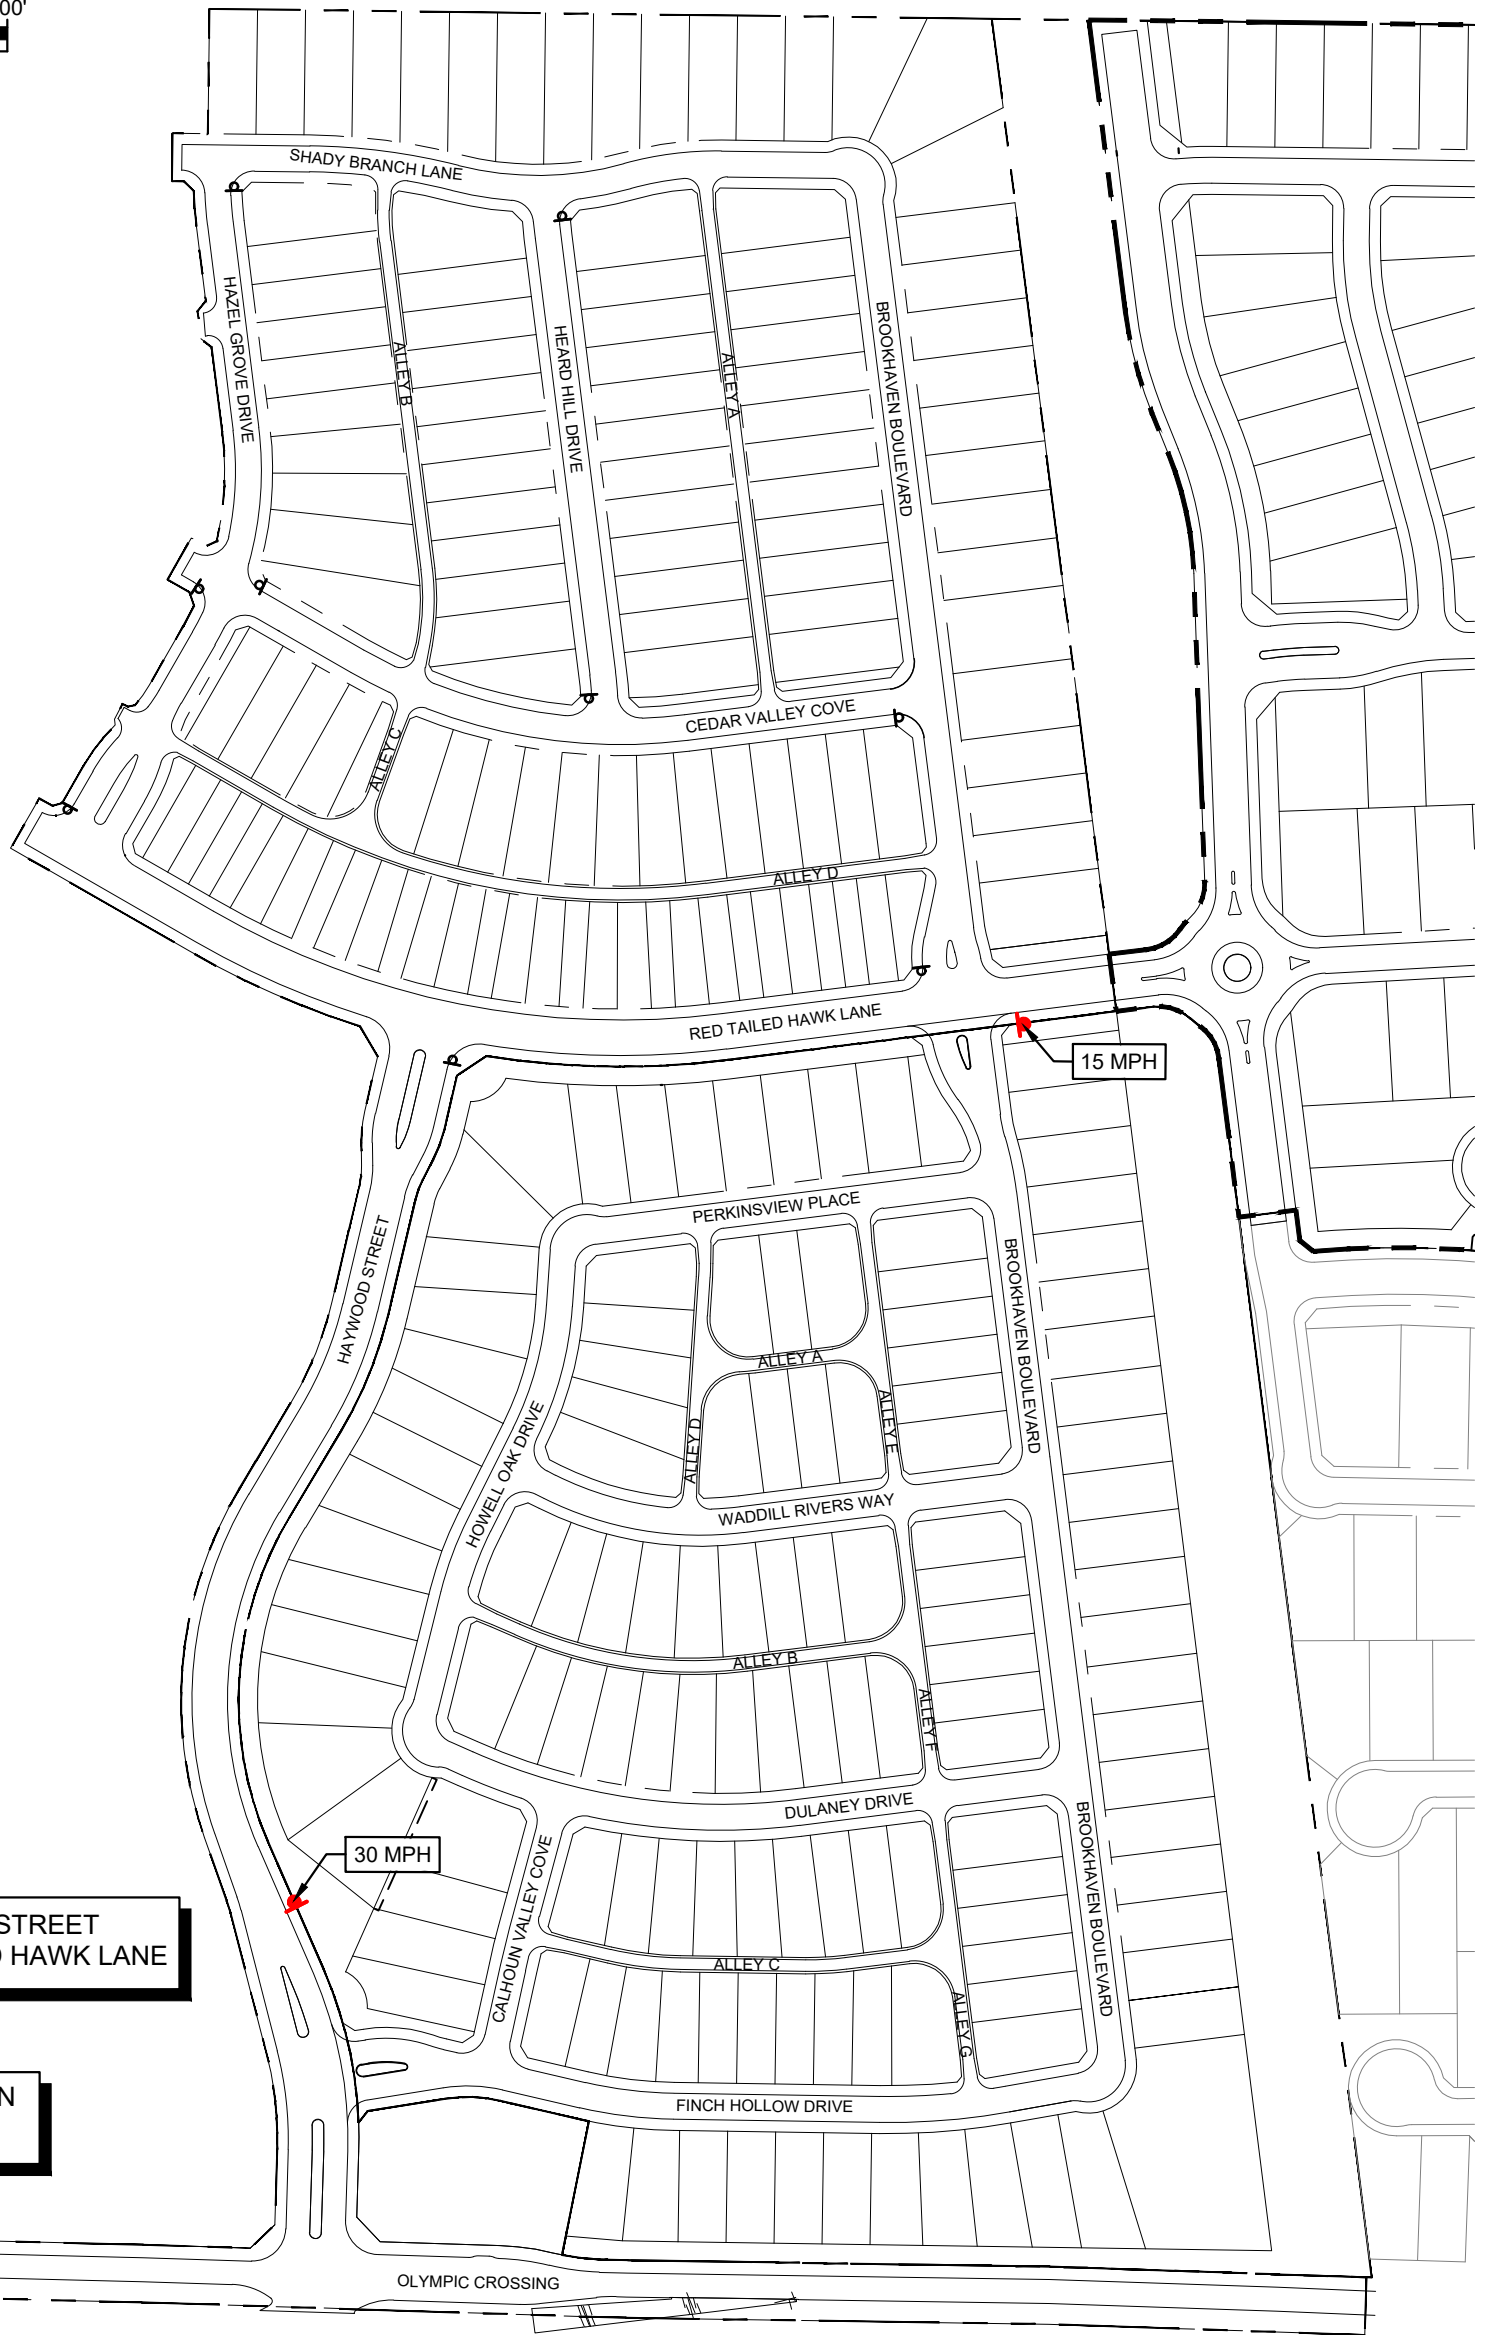 00'
SHADY BRANCH LANE
HAZEL GROVE DRIVE
ALLEY B
HEARD HILL DRIVE
ALLEY A
BROOKHAVEN BOULEVARD
CEDAR VALLEY COVE
ALLEY C
ALLEY D
RED TAILED HAWK LANE
15 MPH
PERKINSVIEW PLACE
HAYWOOD STREET
BROOKHAVEN BOULEVARD
ALLEY A
ALLEY D
ALLEY E
HOWELL OAK DRIVE
WADDILL RIVERS WAY
ALLEY B
ALLEY F
DULANEY DRIVE
30 MPH
CALHOUN VALLEY COVE
BROOKHAVEN BOULEVARD
STREET
HAWK LANE
ALLEY C
ALLEY G
N
FINCH HOLLOW DRIVE
OLYMPIC CROSSING